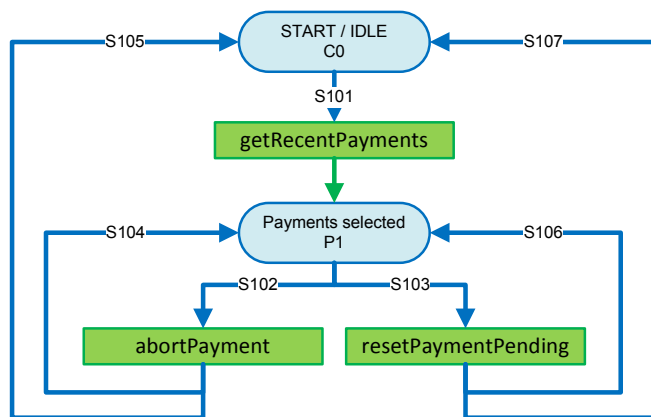 S105
START / IDLE
C0
S107
S101
getRecentPayments
S104
Payments selected
P1
S106
S102
S103
abortPayment
resetPaymentPending